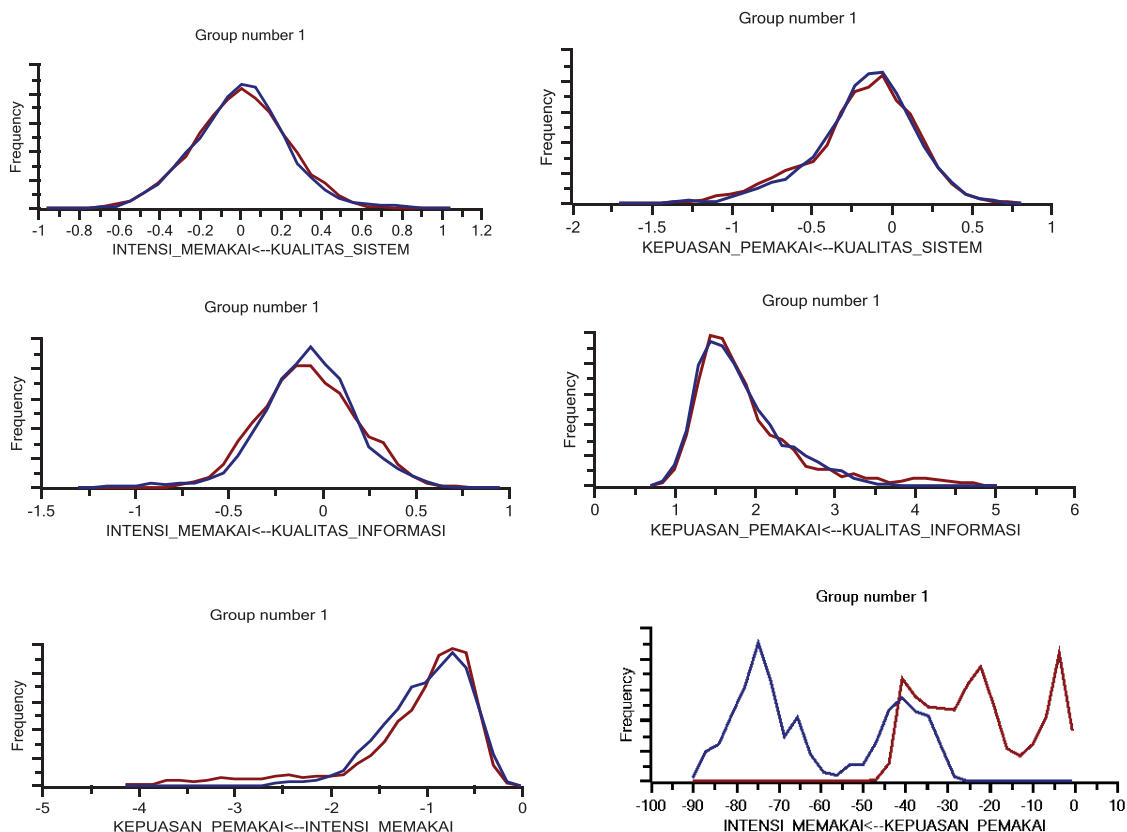 Group number 1
Frequency
-1 -0.8 -0.6 -0.4 -0.2 0 0.2 0.4 0.6 0.8 1 1.2
INTENSI_MEMAKAI<--KUALITAS_SISTEM
Group number 1
Frequency
-2 -1.5 -1 -0.5 0 0.5 1
KEPUASAN_PEMAKAI<--KUALITAS_SISTEM
Group number 1
Frequency
-1.5 -1 -0.5 0 0.5 1
INTENSI_MEMAKAI<--KUALITAS_INFORMASI
Group number 1
Frequency
0 1 2 3 4 5 6
KEPUASAN_PEMAKAI<--KUALITAS_INFORMASI
Group number 1
Frequency
-5 -4 -3 -2 -1 0
KEPUASAN_PEMAKAI<--INTENSI_MEMAKAI
Group number 1
Frequency
-100 -90 -80 -70 -60 -50 -40 -30 -20 -10 0 10
INTENSI_MEMAKAI<--KEPUASAN_PEMAKAI